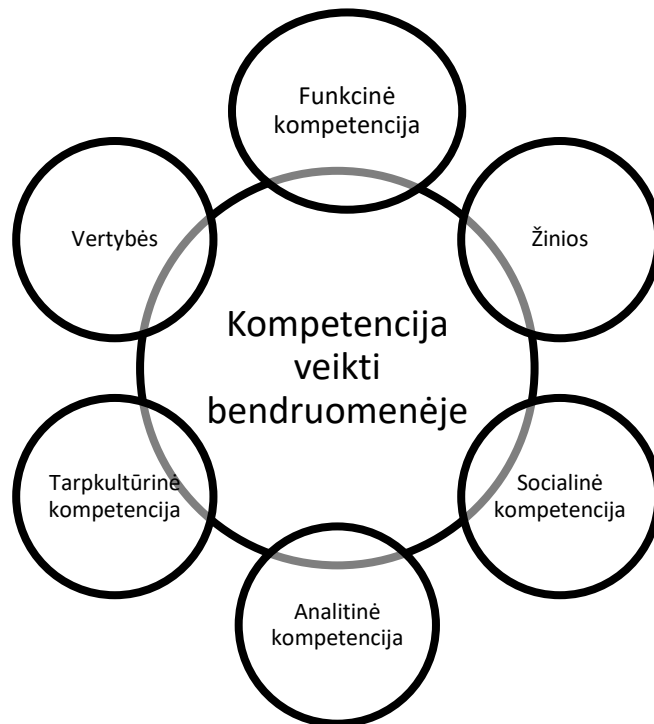 Funkcinė
kompetencija
Vertybės
Žinios
Kompetencija
veikti
bendruomenėje
Tarpkultūrinė
kompetencija
Socialinė
kompetencija
Analitinė
kompetencija